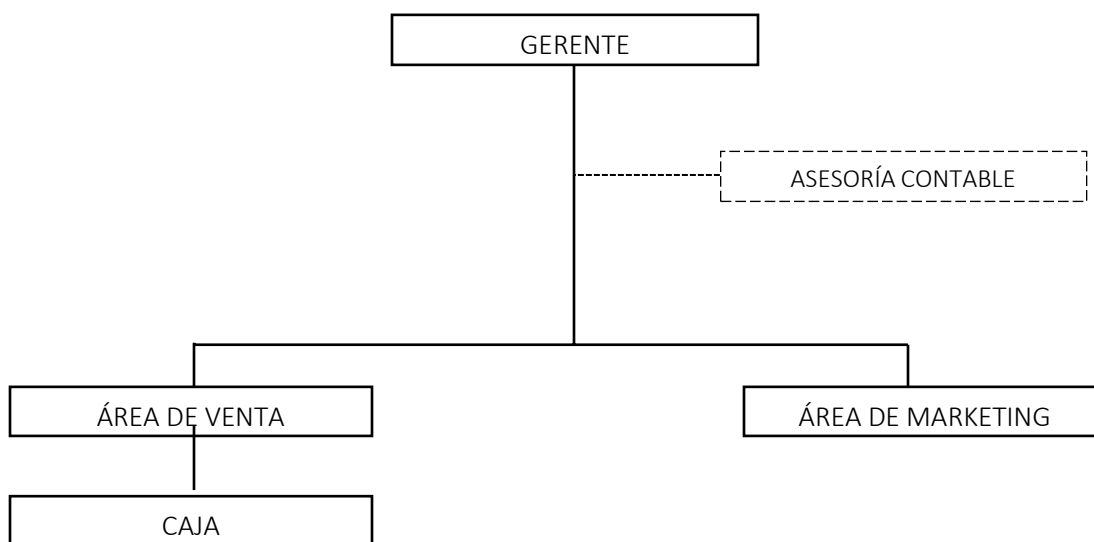 GERENTE
ASESORÍA CONTABLE
ÁREA DE VENTA
ÁREA DE MARKETING
CAJA